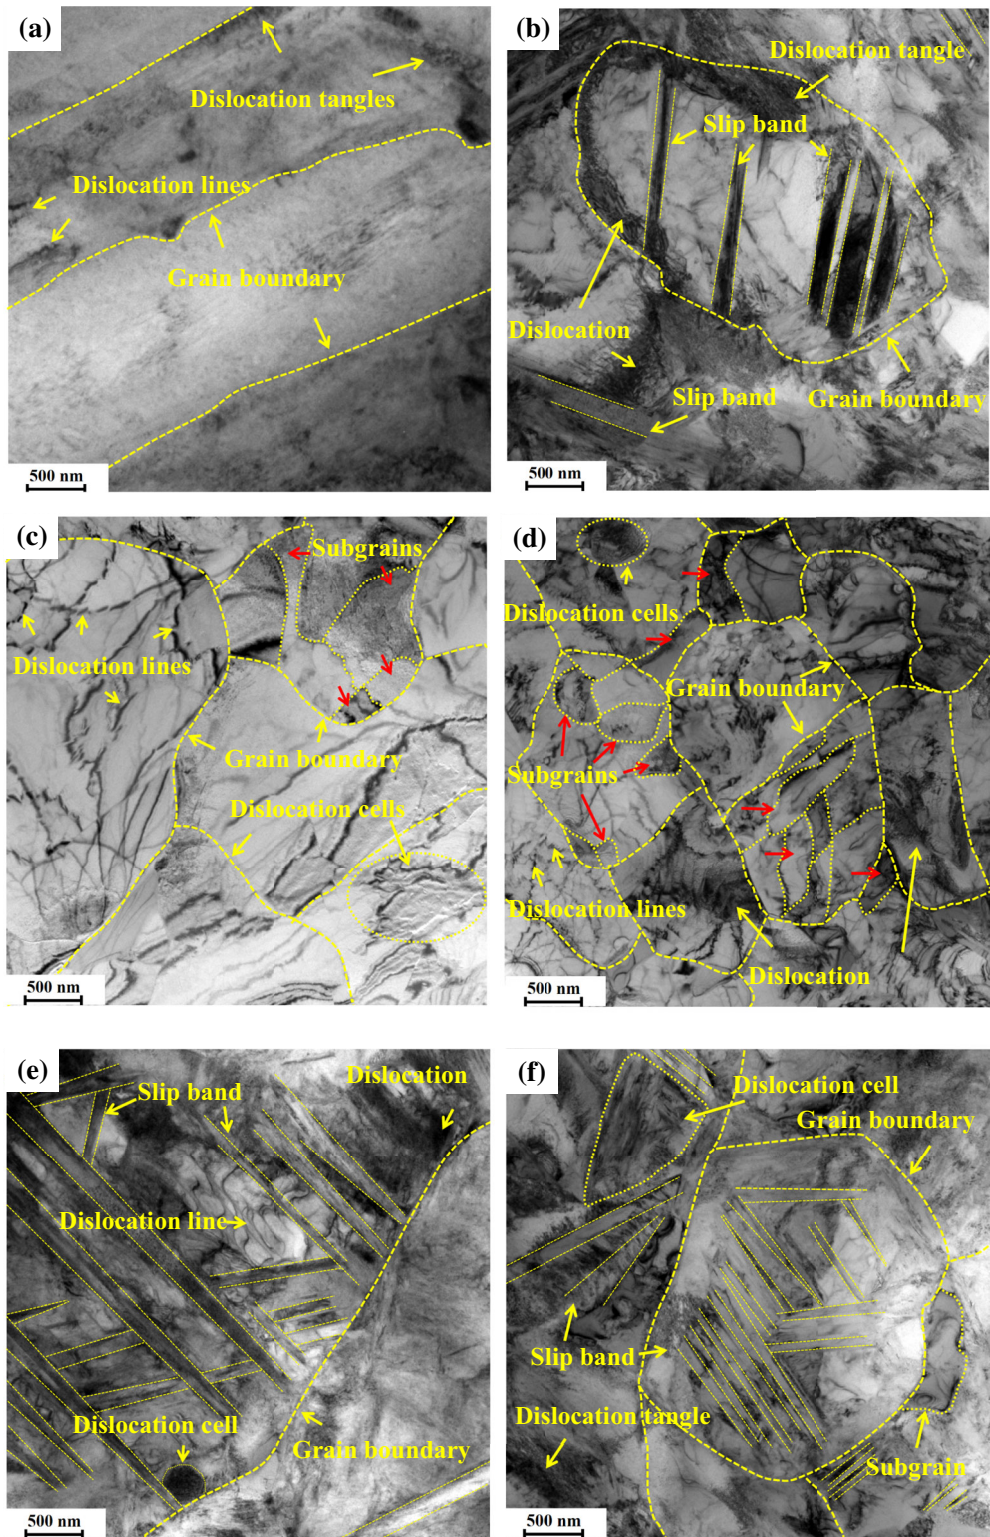 (a)
Dislocation tangles
Dislocation lines
Grain
boundary
500 nm
(b)
Dislocation tangle
Slip band
Dislocation
Slip band
Grain boundary
500 nm
(c)
Subgrains
Dislocation lines
Grain
boundary
Dislocation cells
500 nm
(d)
Dislocation cells
Grain
boundary
Subgrains
Dislocation lines
Dislocation
500 nm
(e)
Dislocation
Slip band
Dislocation line
Dislocation cell
Grain boundary
500 nm
(f)
Dislocation cell
Grain
boundary
Slip band
Dislocation
tangle
Subgrain
500 nm